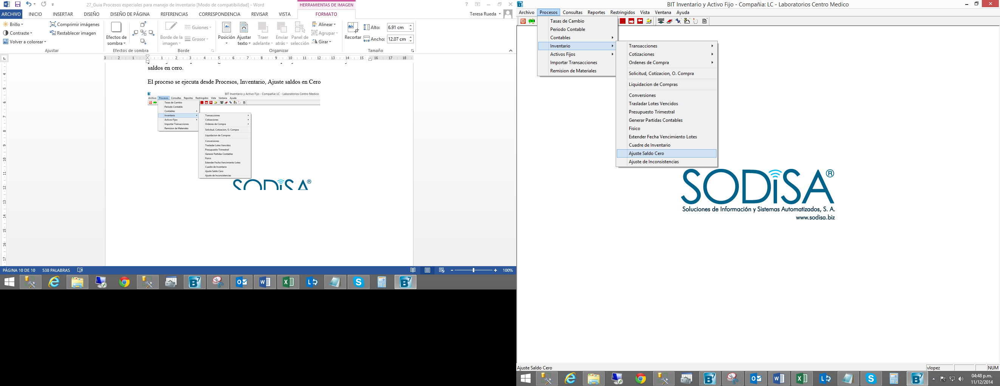 27_Guia Procesos especiales para manejo de inventario [Modo de compatibilidad] - Word
HERRAMIENTAS DE IMAGEN
ARCHIVO INICIO INSERTAR DISEÑO DISEÑO DE PÁGINA REFERENCIAS CORRESPONDENCIA REVISAR VISTA FORMATO
Teresa Rueda
Brillo
Contraste
Volver a colorear
Comprimir imágenes
Restablecer imagen
Ajustar
Efectos de sombra
Efectos de sombra
Borde de la imagen
Guiones
Grosor
Borde
Posición
Ajustar texto
Traer adelante
Enviar atrás
Panel de selección
Alinear
Agrupar
Girar
Organizar
Recortar
Alto: 6.91 cm
Ancho: 12.07 cm
Tamaño
3 2 1 1 2 3 4 5 6 7 8 9 10 11 12 13 14 15 16 17 18
4
5
6
7
8
9
10
11
12
13
14
15
16
17
saldos en cero.
El proceso se ejecuta desde Procesos, Inventario, Ajuste saldos en Cero
BIT Inventario y Activo Fijo - Compañia: LC - Laboratorios Centro Medico
Archivo Procesos Consultas Reportes Restringidos Vista Ventana Ayuda
Tasas de Cambio
Periodo Contable
Contables
Inventario
Activos Fijos
Importar Transacciones
Remision de Materiales
Transacciones
Cotizaciones
Ordenes de Compra
Solicitud, Cotizacion, O. Compra
Liquidacion de Compras
Conversiones
Trasladar Lotes Vencidos
Presupuesto Trimestral
Generar Partidas Contables
Fisico
Extender Fecha Vencimiento Lotes
Cuadre de Inventario
Ajuste Saldo Cero
Ajuste de Inconsistencias
SODiSA®
PÁGINA 10 DE 10 538 PALABRAS
100%
BIT Inventario y Activo Fijo - Compañia: LC - Laboratorios Centro Medico
Archivo Procesos Consultas Reportes Restringidos Vista Ventana Ayuda
Tasas de Cambio
Periodo Contable
Contables
Inventario
Activos Fijos
Importar Transacciones
Remision de Materiales
Transacciones
Cotizaciones
Ordenes de Compra
Solicitud, Cotizacion, O. Compra
Liquidacion de Compras
Conversiones
Trasladar Lotes Vencidos
Presupuesto Trimestral
Generar Partidas Contables
Fisico
Extender Fecha Vencimiento Lotes
Cuadre de Inventario
Ajuste Saldo Cero
Ajuste de Inconsistencias
SODiSA®
Soluciones de Información y Sistemas Automatizados, S. A.
www.sodisa.biz
Ajuste Saldo Cero
vlopez
NUM
04:48 p.m.
11/12/2014